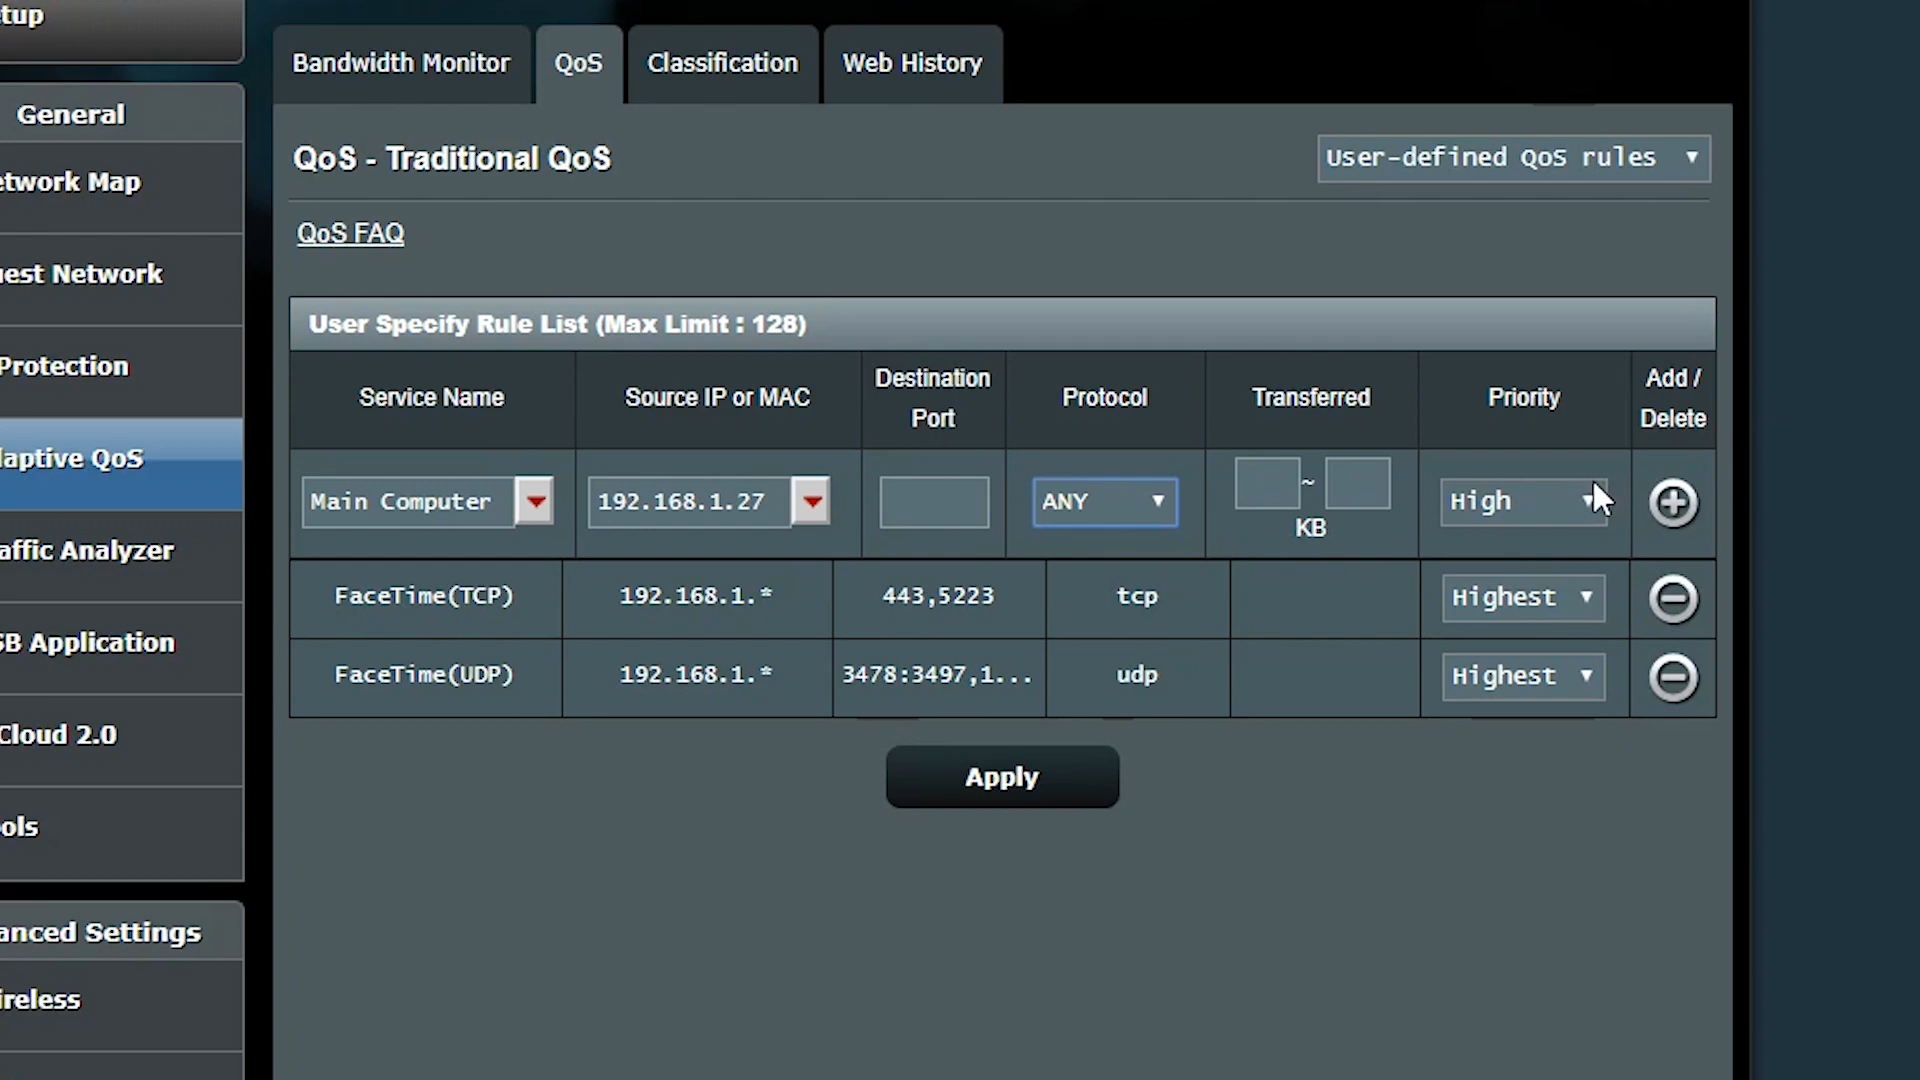 tup
General
etwork Map
uest Network
Protection
daptive QoS
affic Analyzer
SB Application
Cloud 2.0
ols
anced Settings
ireless
Bandwidth Monitor
QoS
Classification
Web History
QoS - Traditional QoS
User-defined QoS rules
QoS FAQ
User Specify Rule List (Max Limit : 128)
Service Name
Source IP or MAC
Destination
Port
Protocol
Transferred
Priority
Add /
Delete
Main Computer
192.168.1.27
ANY
~
KB
High
FaceTime(TCP)
192.168.1.*
443,5223
tcp
Highest
FaceTime(UDP)
192.168.1.*
3478:3497,1...
udp
Highest
Apply